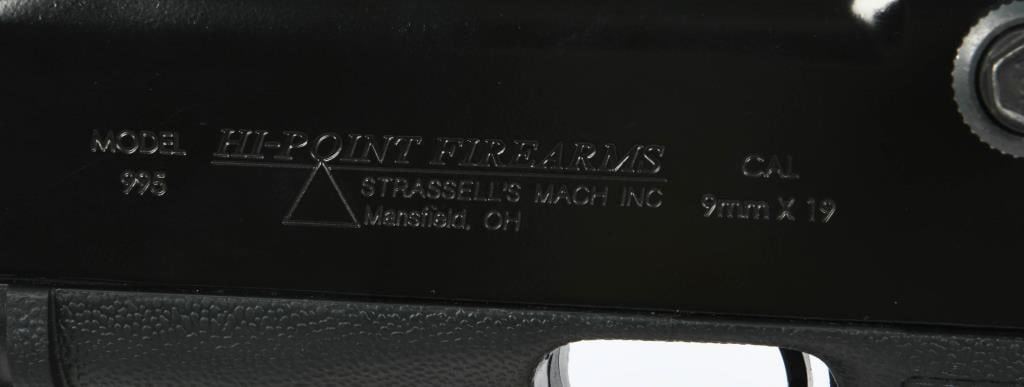 MODEL
995
HI-POINT FIREARMS
STRASSELL'S MACH INC
Mansfield, OH
CAL
9mm X 19